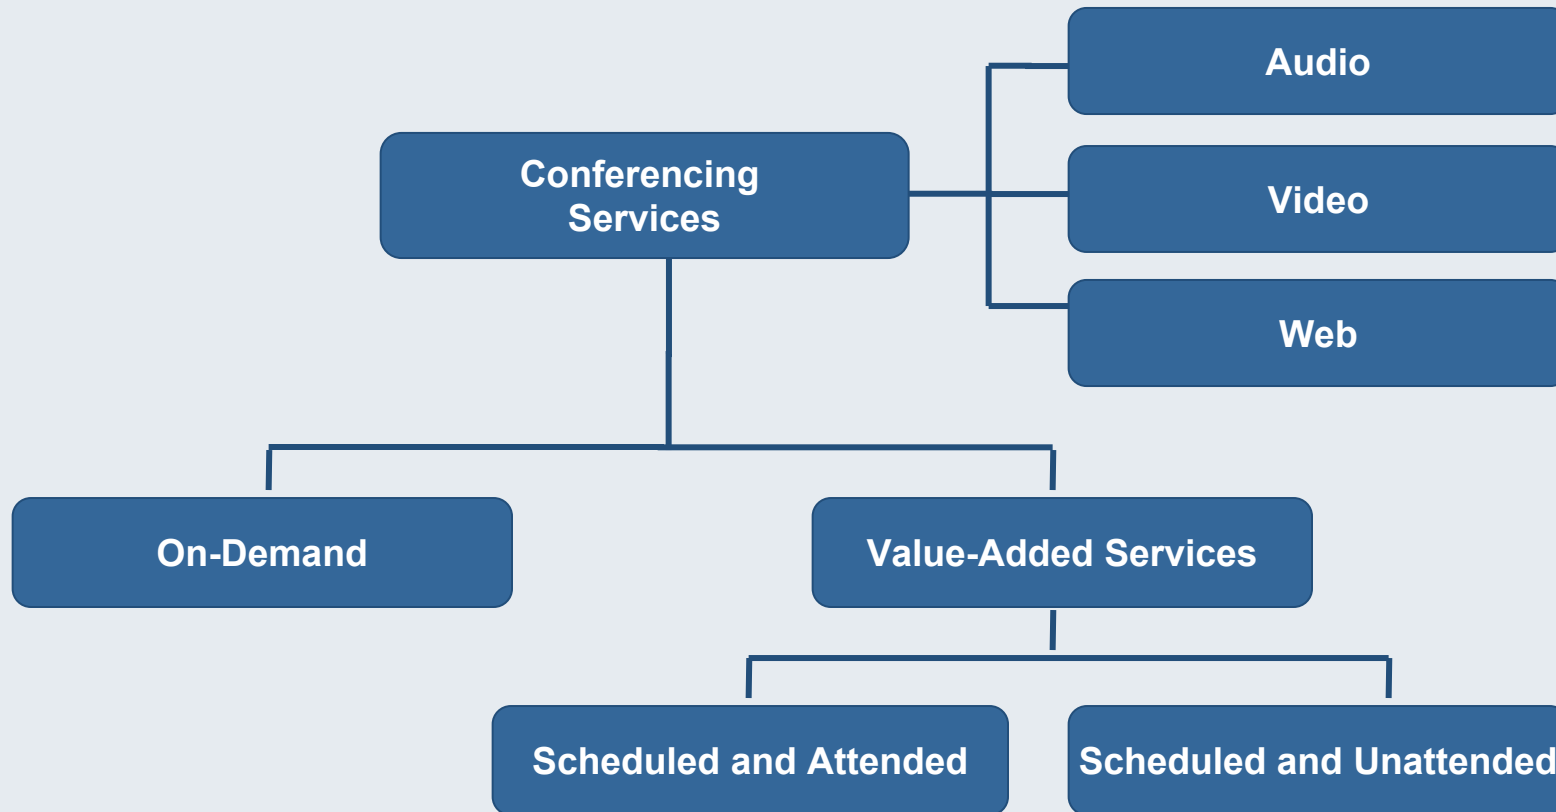 Audio
Conferencing
Services
Video
Web
On-Demand
Value-Added Services
Scheduled and Attended
Scheduled and Unattended